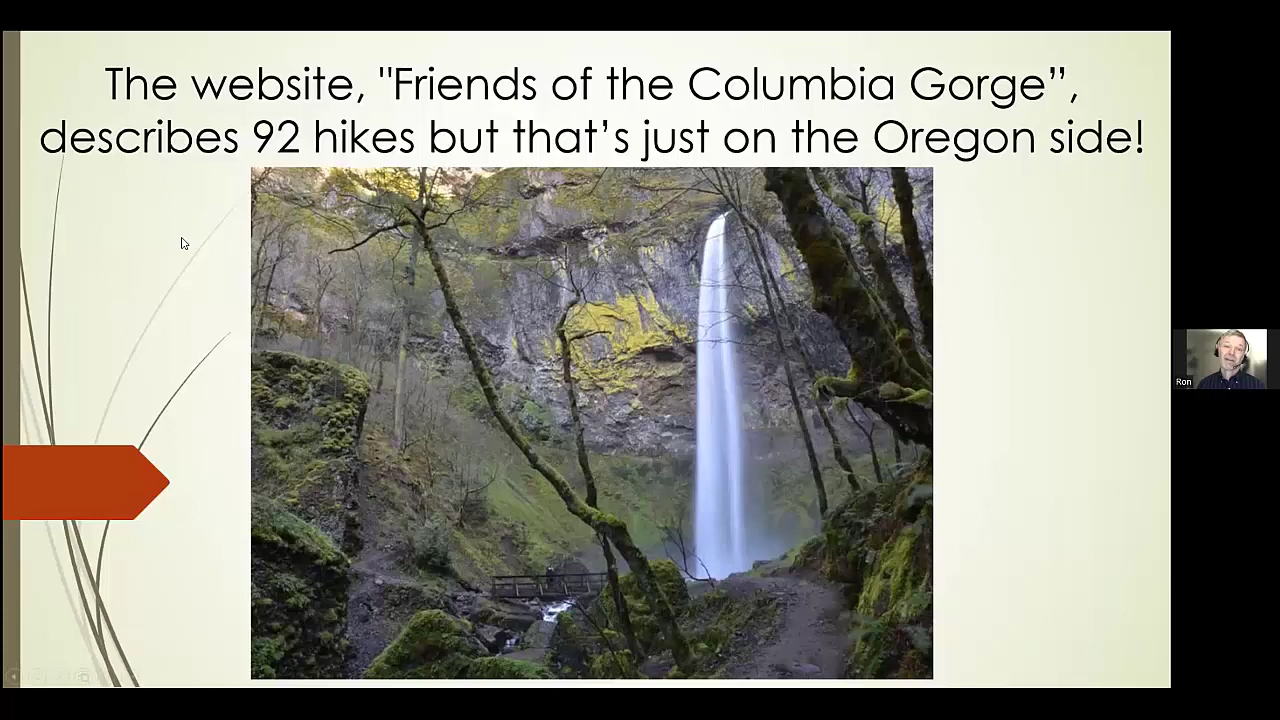 The website, "Friends of the Columbia Gorge”,
describes 92 hikes but that’s just on the Oregon side!
Ron